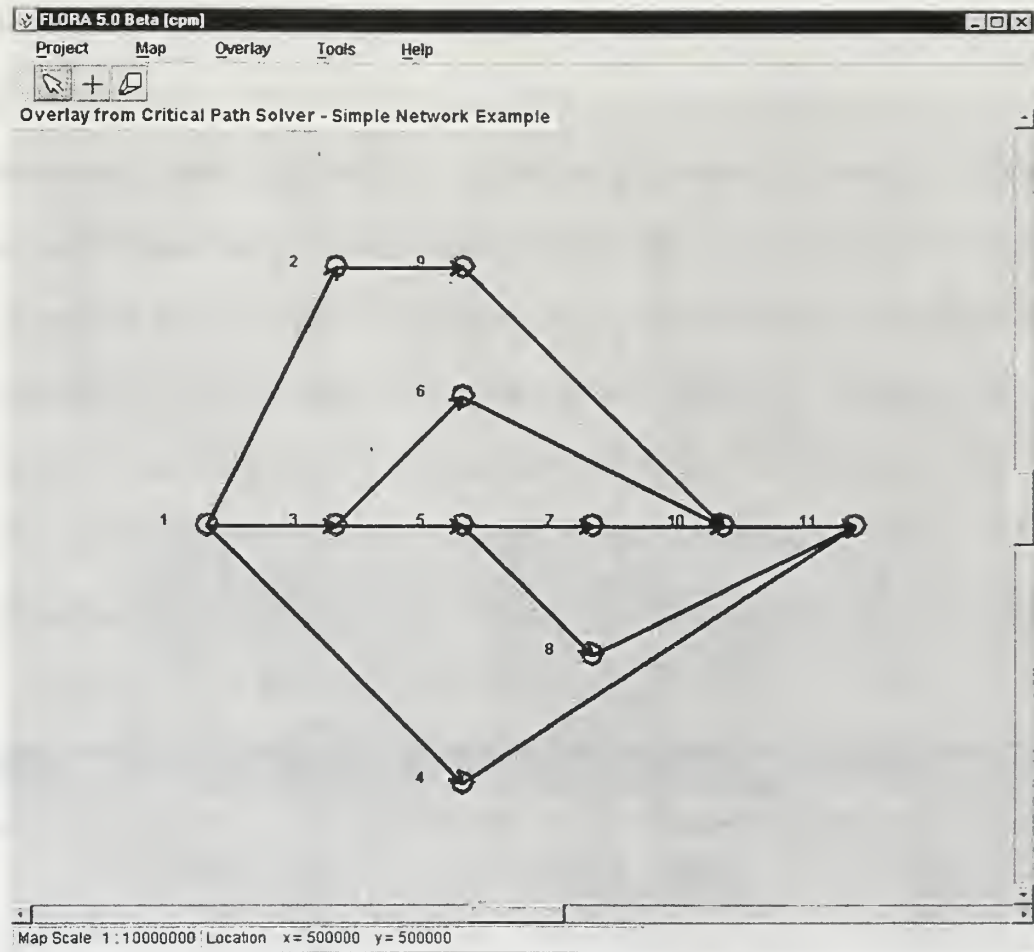 FLORA 5.0 Beta [cpm]
Project Map Overlay Tools Help
Overlay from Critical Path Solver - Simple Network Example
2 9
6
1 3 5 7 10 11
8
4
Map Scale 1:10000000 Location x= 500000 y= 500000